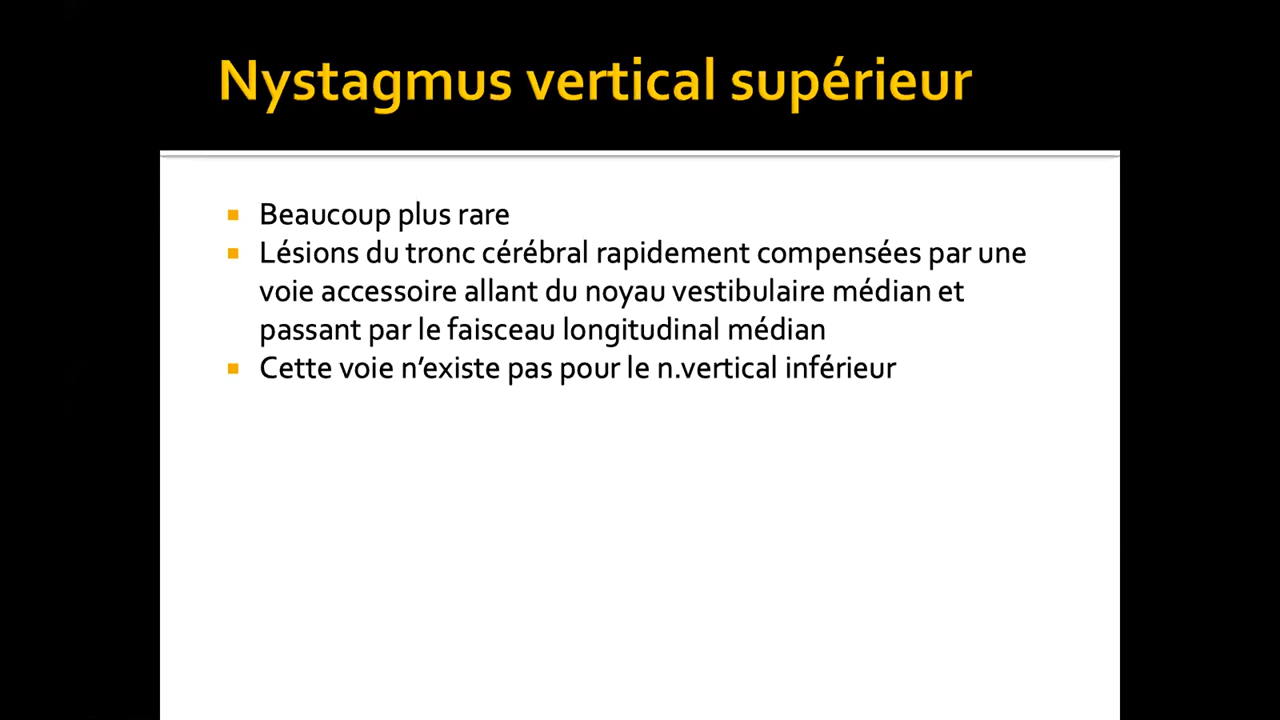 Nystagmus vertical supérieur
Beaucoup plus rare
Lésions du tronc cérébral rapidement compensées par une
voie accessoire allant du noyau vestibulaire médian et
passant par le faisceau longitudinal médian
Cette voie n’existe pas pour le n.vertical inférieur